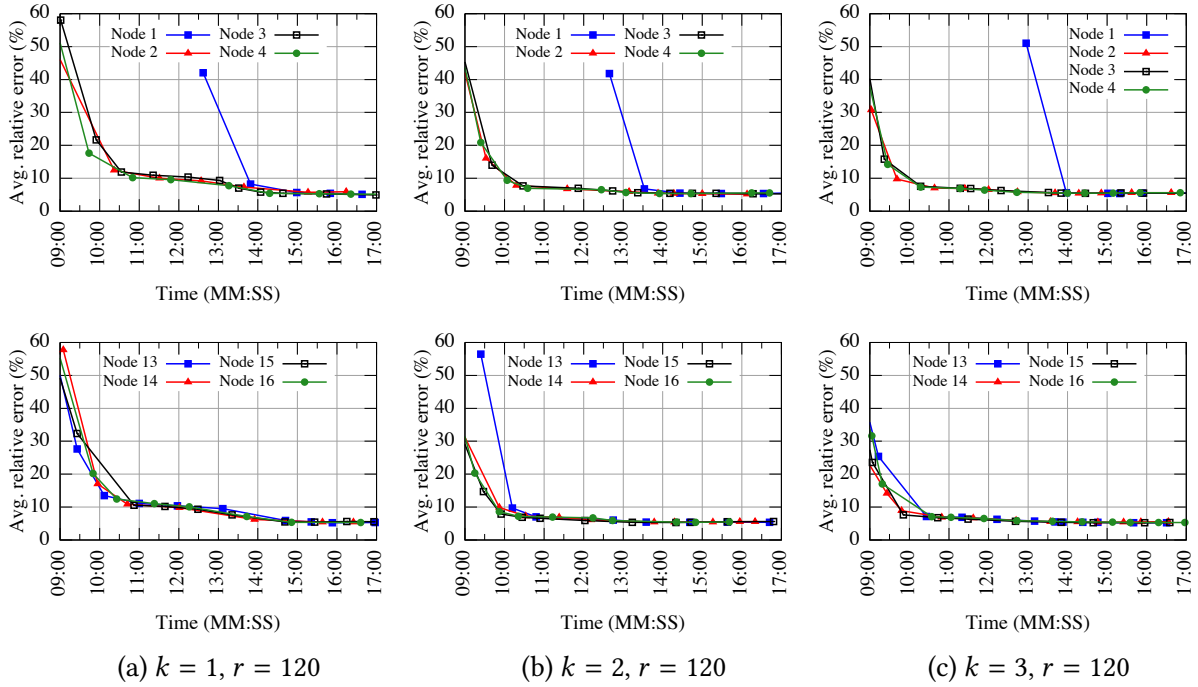 Avg. relative error (%)
60
50
40
30
20
10
0
Node 1
Node 2
Node 3
Node 4
09:00
10:00
11:00
12:00
13:00
14:00
15:00
16:00
17:00
Time (MM:SS)
Avg. relative error (%)
60
50
40
30
20
10
0
Node 1
Node 2
Node 3
Node 4
09:00
10:00
11:00
12:00
13:00
14:00
15:00
16:00
17:00
Time (MM:SS)
Avg. relative error (%)
60
50
40
30
20
10
0
Node 1
Node 2
Node 3
Node 4
09:00
10:00
11:00
12:00
13:00
14:00
15:00
16:00
17:00
Time (MM:SS)
Avg. relative error (%)
60
50
40
30
20
10
0
Node 13
Node 14
Node 15
Node 16
09:00
10:00
11:00
12:00
13:00
14:00
15:00
16:00
17:00
Time (MM:SS)
(a) k = 1, r = 120
Avg. relative error (%)
60
50
40
30
20
10
0
Node 13
Node 14
Node 15
Node 16
09:00
10:00
11:00
12:00
13:00
14:00
15:00
16:00
17:00
Time (MM:SS)
(b) k = 2, r = 120
Avg. relative error (%)
60
50
40
30
20
10
0
Node 13
Node 14
Node 15
Node 16
09:00
10:00
11:00
12:00
13:00
14:00
15:00
16:00
17:00
Time (MM:SS)
(c) k = 3, r = 120